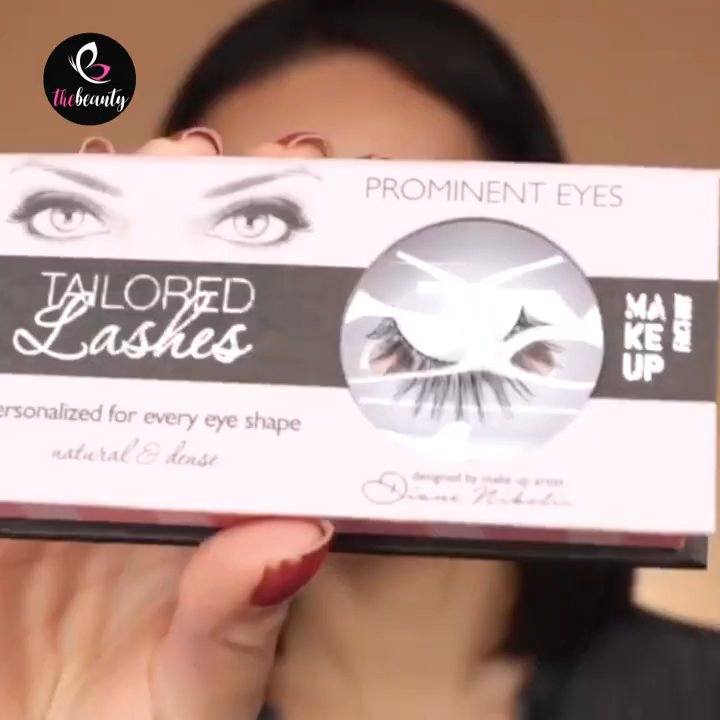 thebeauty
PROMINENT EYES
TAILORED
Lashes
ersonalized for every eye shape
natural & dense
MA
KE
UP
designed by make up artist
Diane